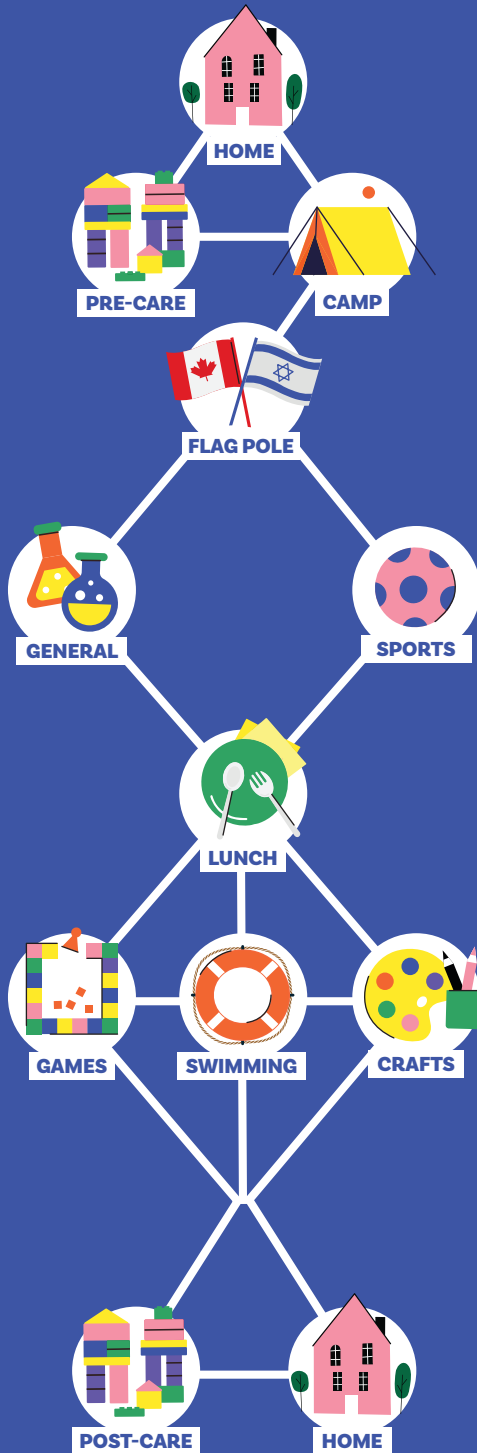 HOME
PRE-CARE
CAMP
FLAG POLE
GENERAL
SPORTS
LUNCH
GAMES
SWIMMING
CRAFTS
POST-CARE
HOME